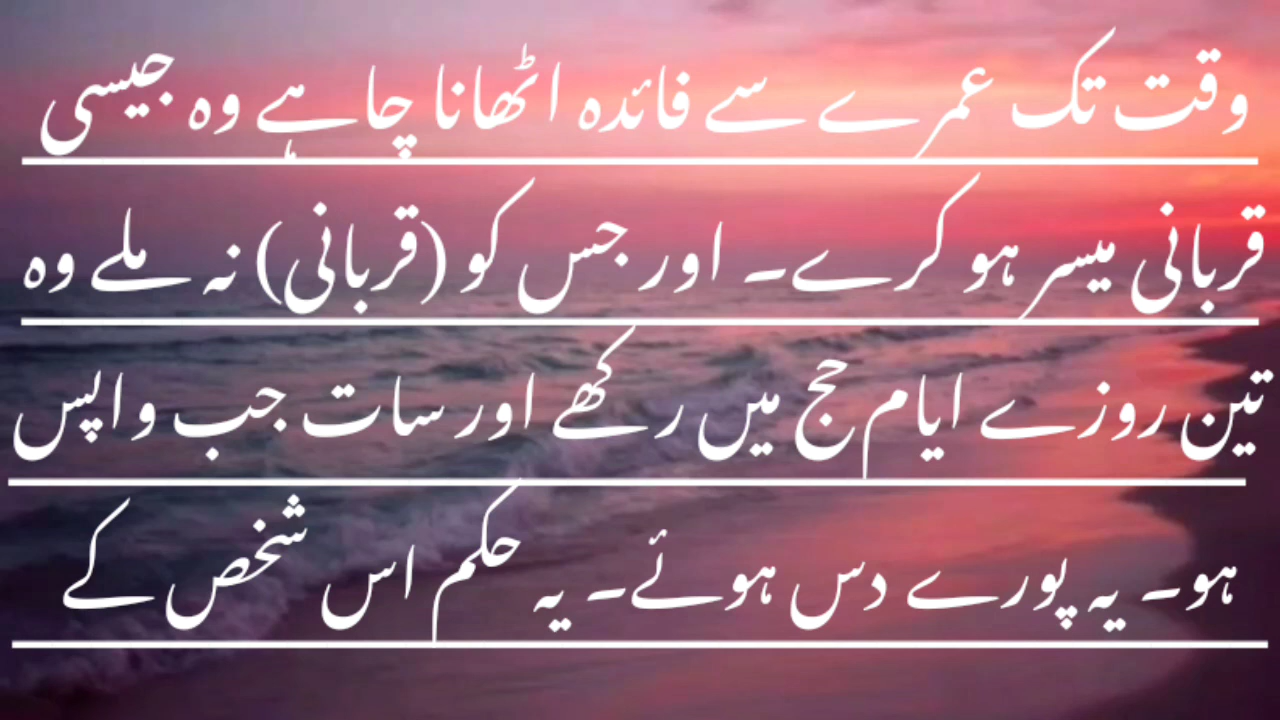 وقت تک عمرے سے فائدہ اٹھانا چاہے وہ جیسی
قربانی میسر ہو کرے۔ اور جس کو (قربانی) نہ ملے وہ
تین روزے ایام حج میں رکھے اور سات جب واپس
ہو۔ یہ پورے دس ہوئے۔ یہ حکم اس شخص کے